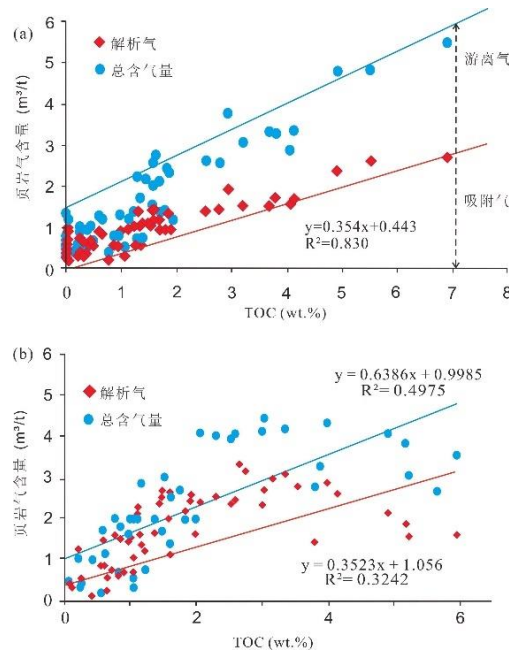 (a)
6
解析气
总含气量
游离气
5
4
页岩气含量 (m³/t)
3
2
吸附气
y=0.354x+0.443
R²=0.830
1
0
0 1 2 3 4 5 6 7 8
TOC (wt.%)
(b)
6
解析气
总含气量
y = 0.6386x + 0.9985
R² = 0.4975
5
4
页岩气含量 (m³/t)
3
2
y = 0.3523x + 1.056
R² = 0.3242
1
0
0 2 4 6
TOC (wt.%)